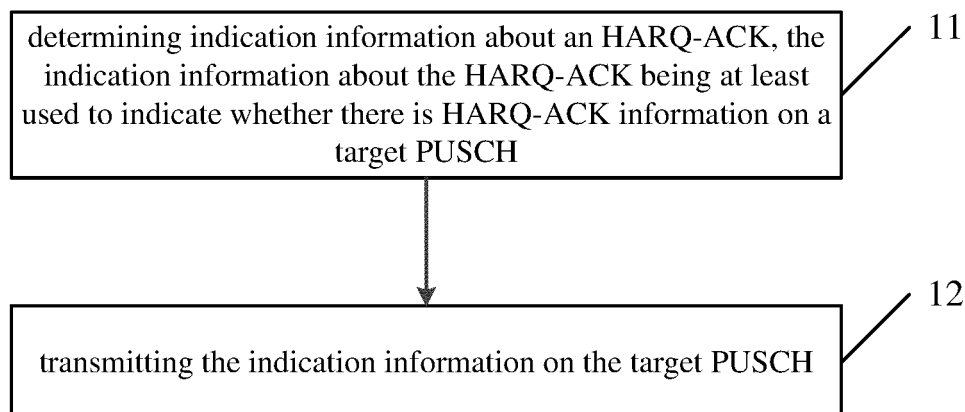 determining indication information about an HARQ-ACK, the
indication information about the HARQ-ACK being at least
used to indicate whether there is HARQ-ACK information on a
target PUSCH
11
transmitting the indication information on the target PUSCH
12